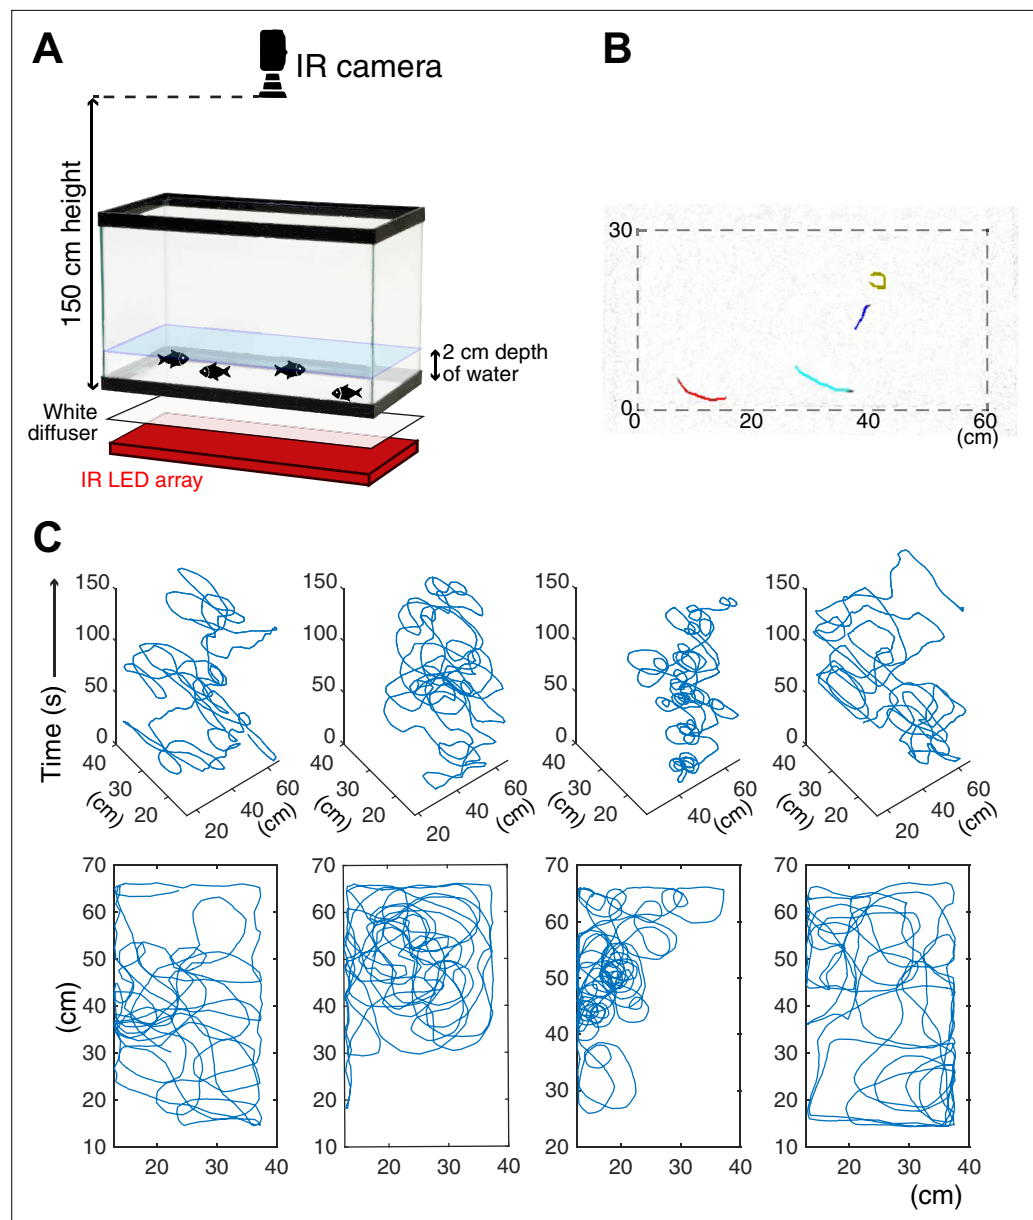 A
IR camera
150 cm height
2 cm depth
of water
White
diffuser
IR LED array
B
30
0
0 20 40 60
(cm)
C
Time (s)
150 150 150 150
100 100 100 100
50 50 50 50
0 0 0 0
40 40 40 40
30 30 30 30
20 20 20 20
(cm) (cm) (cm) (cm)
20 40 60 20 40 60 20 40 60 20 40 60
(cm) (cm) (cm) (cm)
70 70 70 70
60 60 60 60
50 50 50 50
40 40 40 40
30 30 30 30
20 20 20 20
10 10 10
20 30 40 20 30 40 20 30 40 20 30 40
(cm)
(cm)